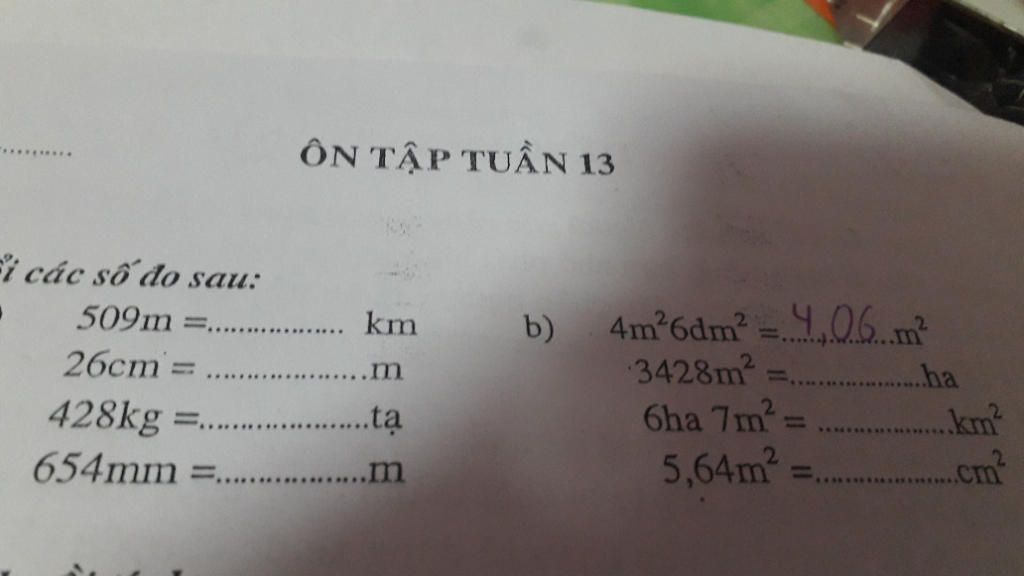 ÔN TẬP TUẦN 13
các số đo sau:
509m =.................. km
26cm = ....................m
428kg =.....................tạ
654mm =..................m
b) 4m²6dm² =...4,06...m²
3428m² =....................ha
6ha 7m² = ...................km²
5,64m² =.....................cm²